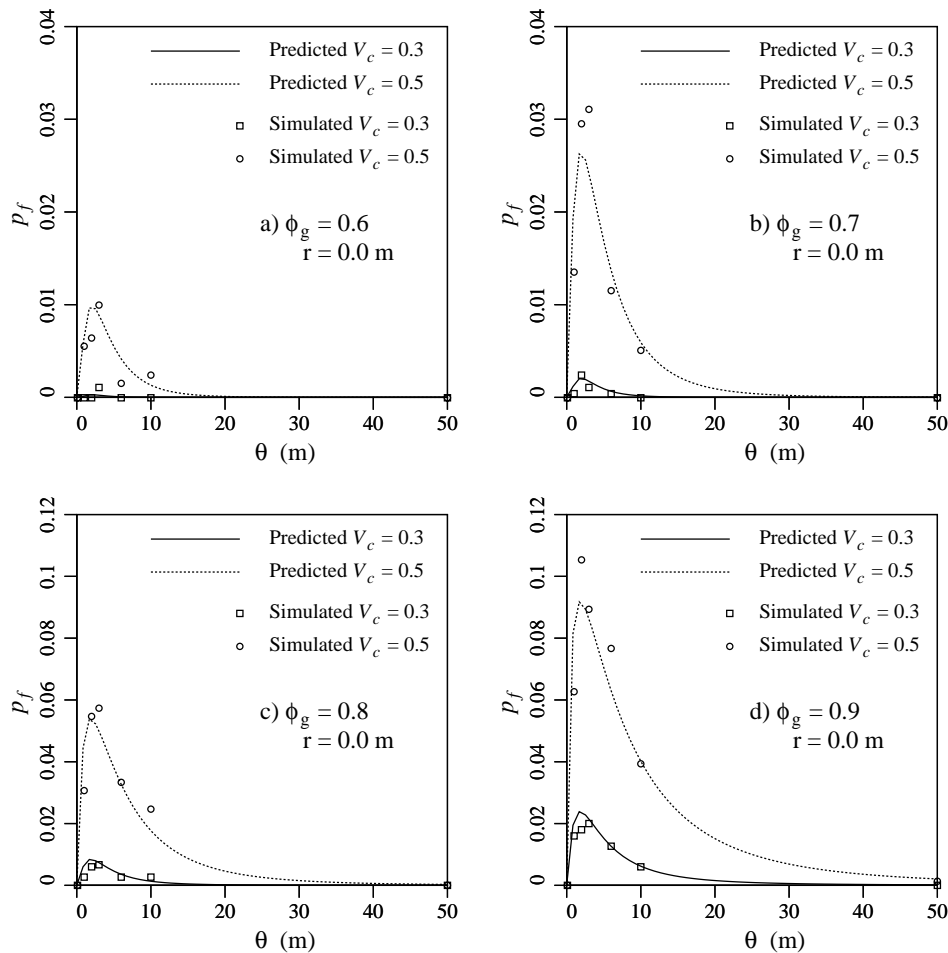 0.04
0.03
0.02
0.01
0
p_f
Predicted V_c = 0.3
Predicted V_c = 0.5
Simulated V_c = 0.3
Simulated V_c = 0.5
a) ϕ_g = 0.6
r = 0.0 m
0 10 20 30 40 50
θ (m)
0.04
0.03
0.02
0.01
0
p_f
Predicted V_c = 0.3
Predicted V_c = 0.5
Simulated V_c = 0.3
Simulated V_c = 0.5
b) ϕ_g = 0.7
r = 0.0 m
0 10 20 30 40 50
θ (m)
0.12
0.1
0.08
0.06
0.04
0.02
0
p_f
Predicted V_c = 0.3
Predicted V_c = 0.5
Simulated V_c = 0.3
Simulated V_c = 0.5
c) ϕ_g = 0.8
r = 0.0 m
0 10 20 30 40 50
θ (m)
0.12
0.1
0.08
0.06
0.04
0.02
0
p_f
Predicted V_c = 0.3
Predicted V_c = 0.5
Simulated V_c = 0.3
Simulated V_c = 0.5
d) ϕ_g = 0.9
r = 0.0 m
0 10 20 30 40 50
θ (m)